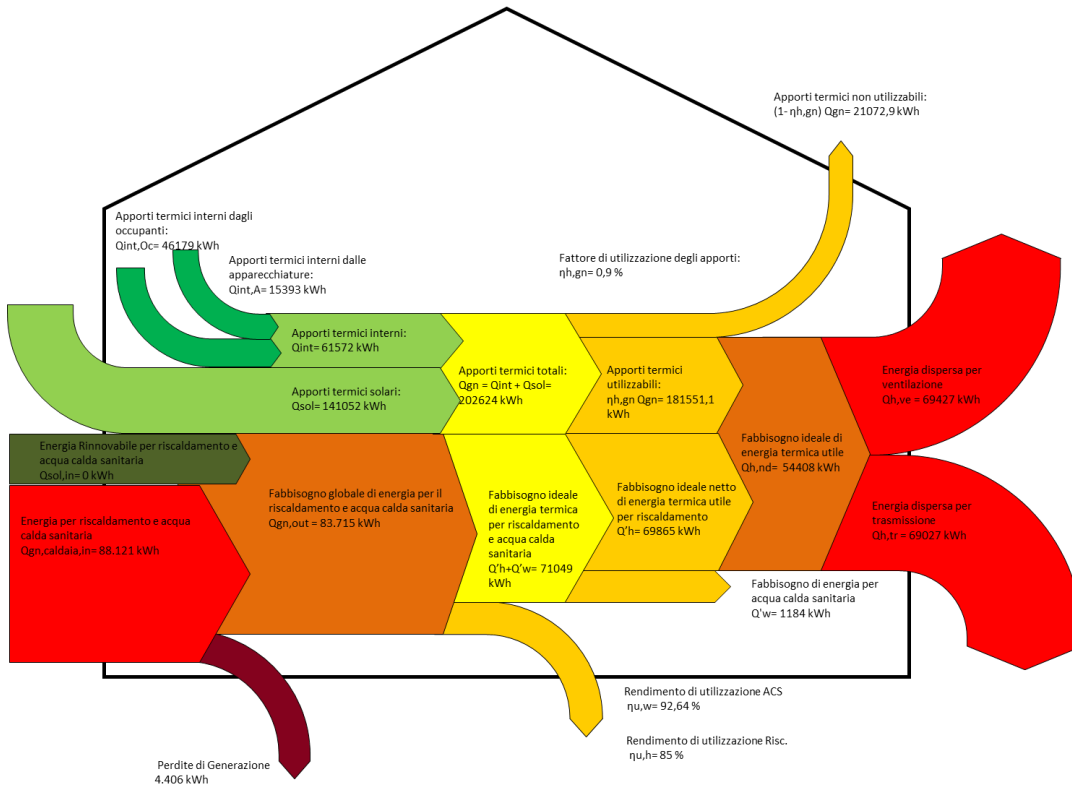 Apporti termici non utilizzabili:
(1- ηh,gn) Qgn= 21072,9 kWh
Apporti termici interni dagli
occupanti:
Qint,Oc= 46179 kWh
Apporti termici interni dalle
apparecchiature:
Qint,A= 15393 kWh
Fattore di utilizzazione degli apporti:
ηh,gn= 0,9 %
Apporti termici interni:
Qint= 61572 kWh
Apporti termici solari:
Qsol= 141052 kWh
Apporti termici totali:
Qgn = Qint + Qsol=
202624 kWh
Apporti termici
utilizzabili:
ηh,gn Qgn= 181551,1
kWh
Energia dispersa per
ventilazione
Qh,ve = 69427 kWh
Energia Rinnovabile per riscaldamento e
acqua calda sanitaria
Qsol,in= 0 kWh
Fabbisogno ideale di
energia termica utile
Qh,nd= 54408 kWh
Energia per riscaldamento e acqua
calda sanitaria
Qgn,caldaia,in= 88.121 kWh
Fabbisogno globale di energia per il
riscaldamento e acqua calda sanitaria
Qgn,out = 83.715 kWh
Fabbisogno ideale
di energia termica
per riscaldamento
e acqua calda
sanitaria
Q'h+Q'w= 71049
kWh
Fabbisogno ideale netto
di energia termica utile
per riscaldamento
Q'h= 69865 kWh
Energia dispersa per
trasmissione
Qh,tr = 69027 kWh
Fabbisogno di energia per
acqua calda sanitaria
Q'w= 1184 kWh
Rendimento di utilizzazione ACS
ηu,w= 92,64 %
Rendimento di utilizzazione Risc.
ηu,h= 85 %
Perdite di Generazione
4.406 kWh